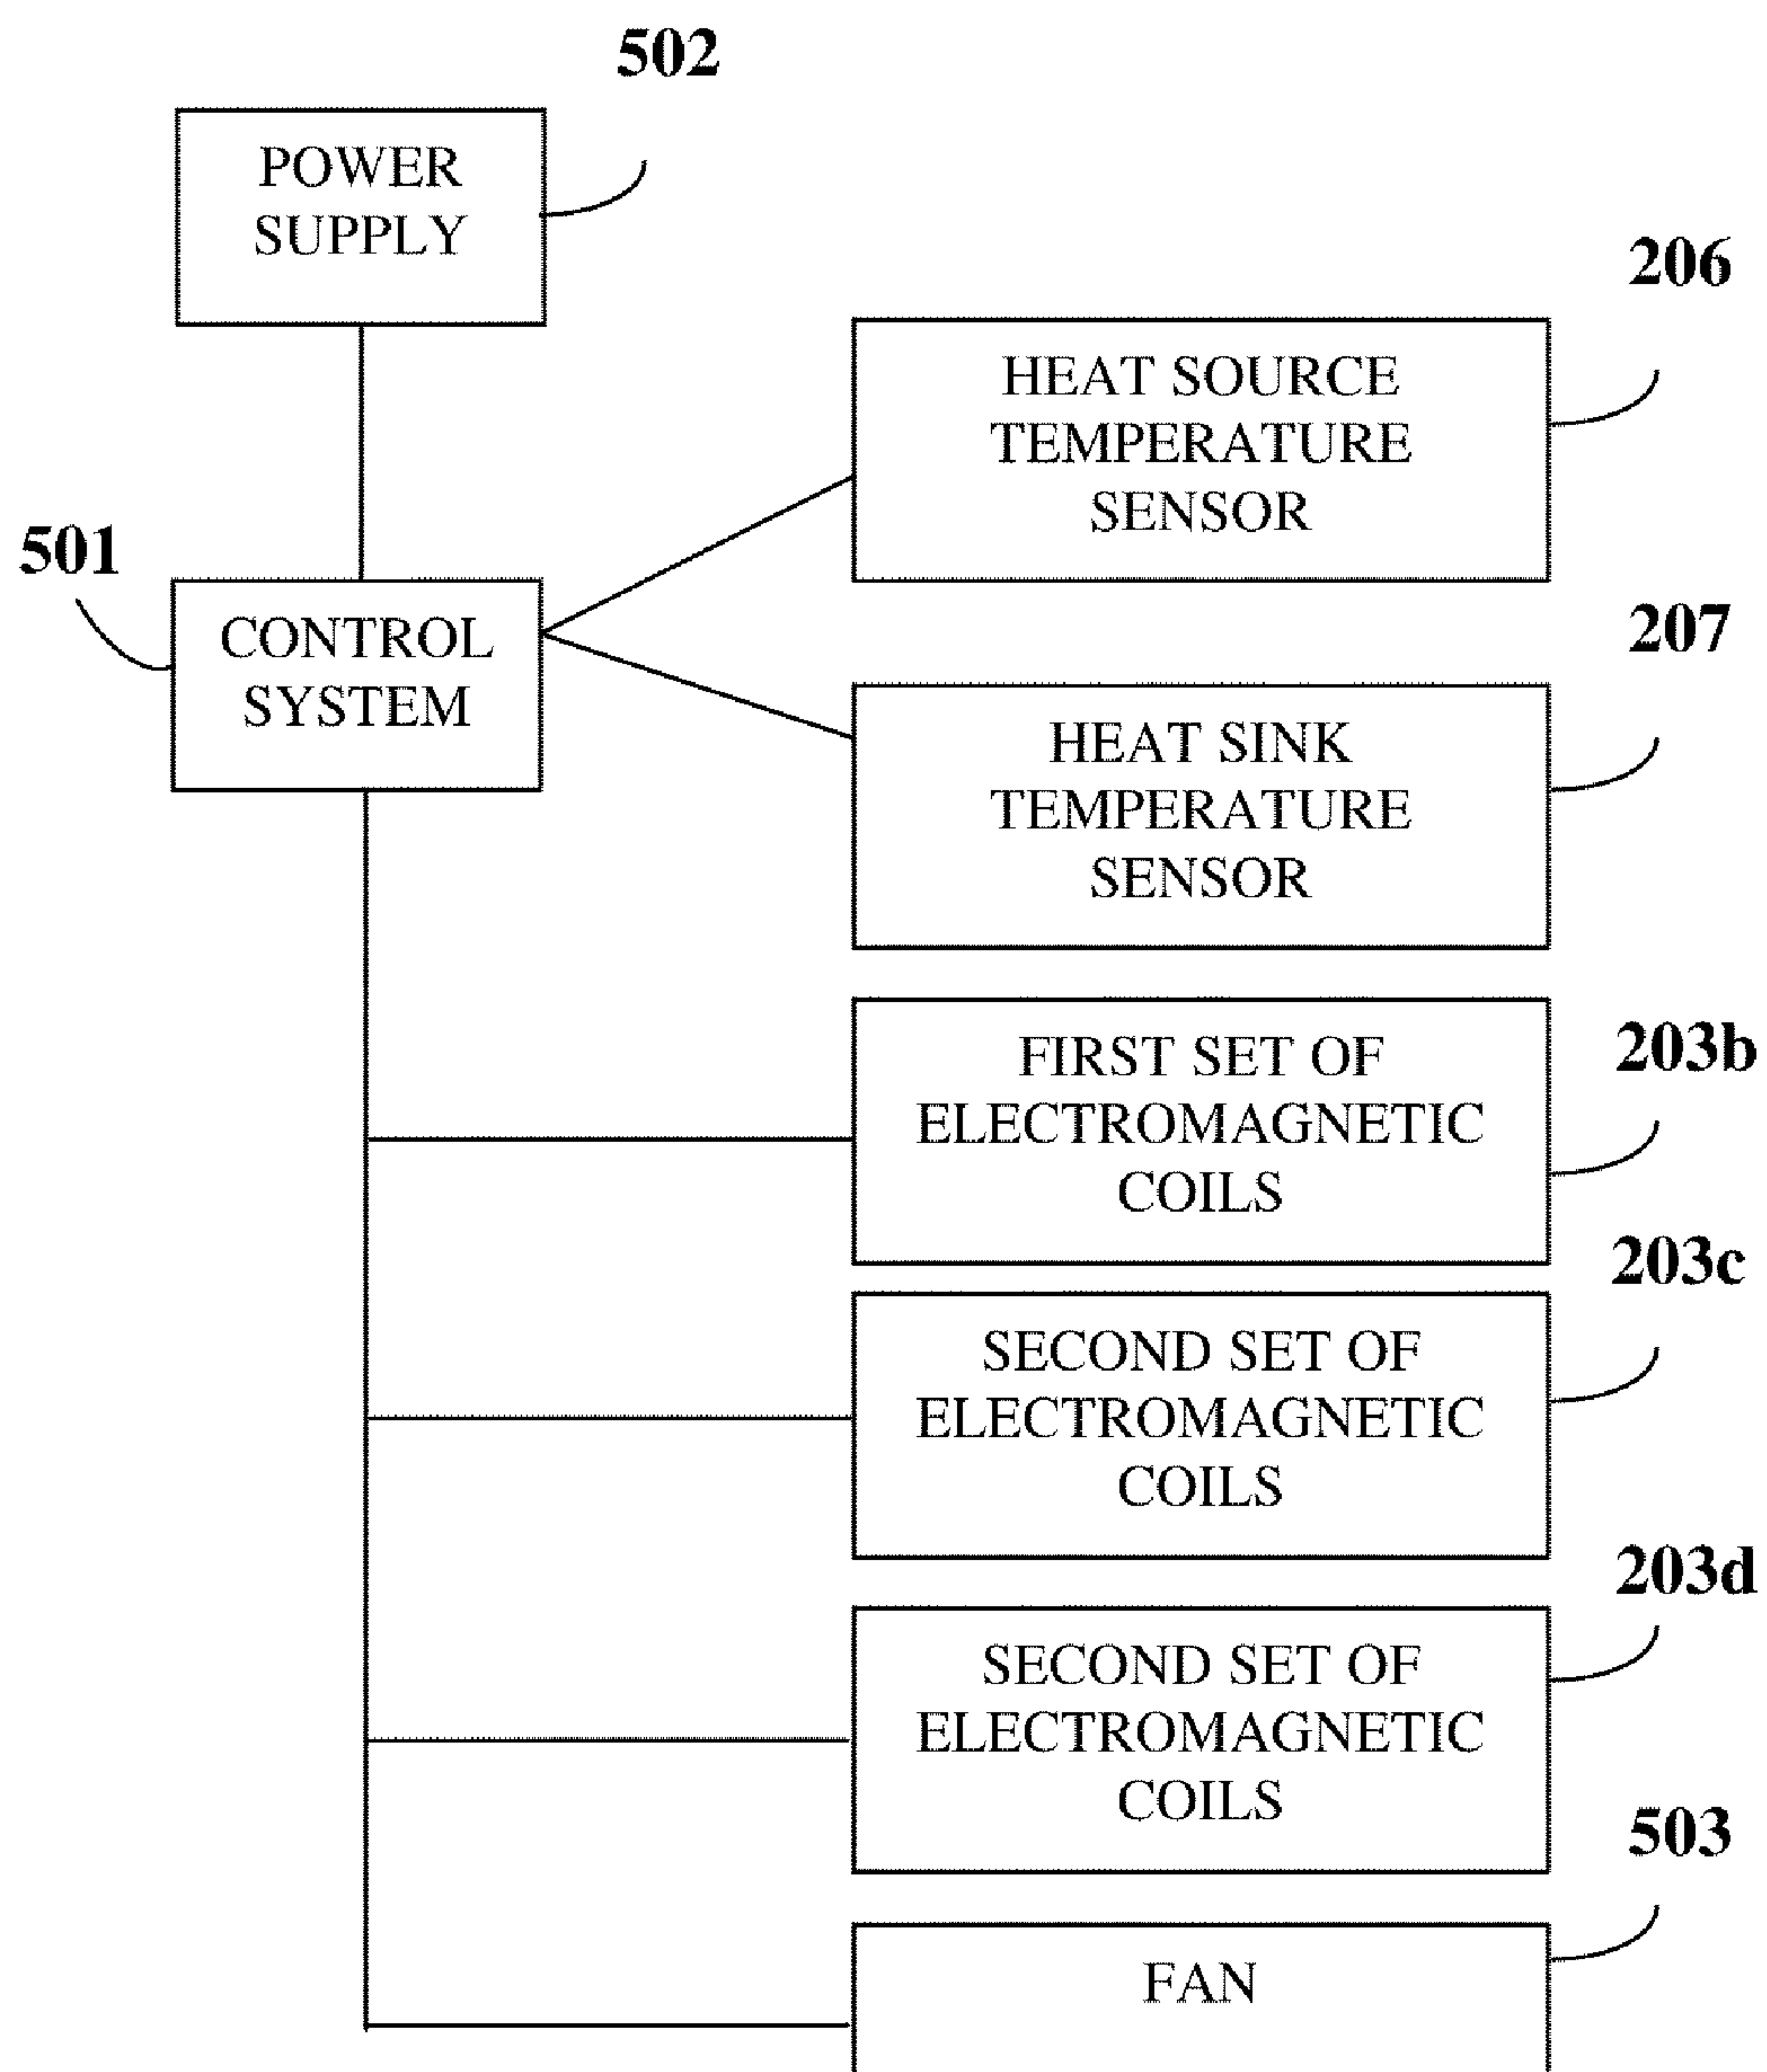 502
POWER
SUPPLY
206
HEAT SOURCE
TEMPERATURE
SENSOR
501
CONTROL
SYSTEM
207
HEAT SINK
TEMPERATURE
SENSOR
203b
FIRST SET OF
ELECTROMAGNETIC
COILS
203c
SECOND SET OF
ELECTROMAGNETIC
COILS
203d
SECOND SET OF
ELECTROMAGNETIC
COILS
503
FAN